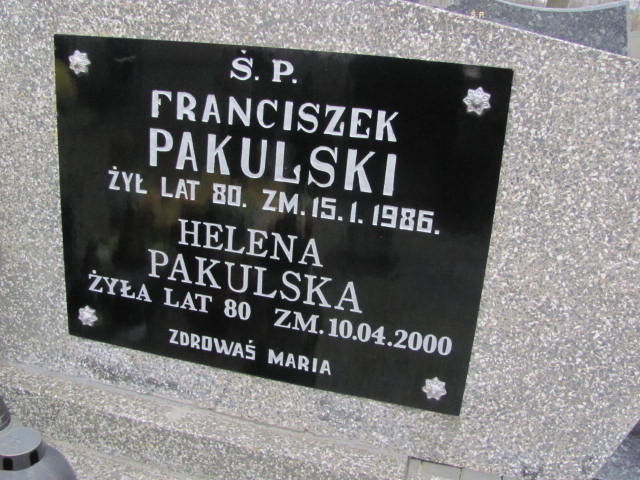 Ś. P.
FRANCISZEK
PAKULSKI
ŻYŁ LAT 80. ZM. 15. 1. 1986.
HELENA
PAKULSKA
ŻYŁA LAT 80 ZM. 10.04.2000
ZDROWAŚ MARIA